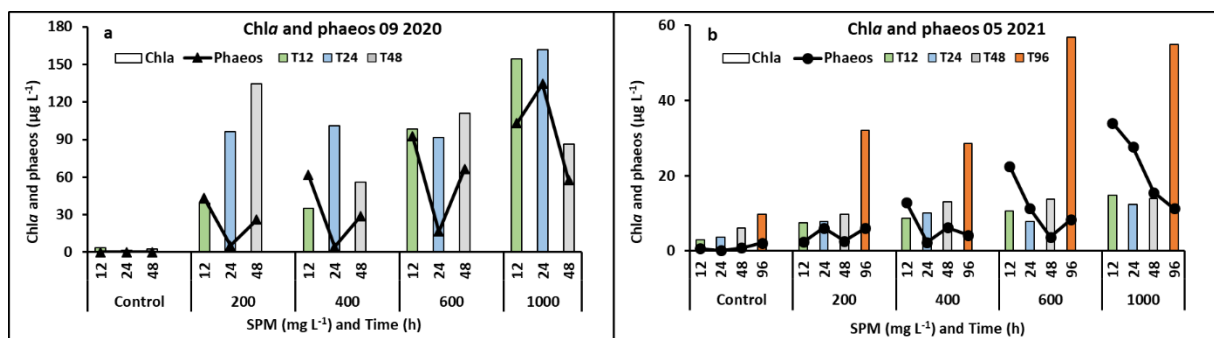 Chla and phaeos 09 2020
a
Chla Phaeos T12 T24 T48
180
150
120
90
60
30
0
Chla and phaeos (µg L-1)
12 24 48 12 24 48 12 24 48 12 24 48 12 24 48
Control 200 400 600 1000
SPM (mg L-1) and Time (h)
Chla and phaeos 05 2021
b
Chla Phaeos T12 T24 T48 T96
60
40
20
0
Chla and phaeos (µg L-1)
12 24 48 96 12 24 48 96 12 24 48 96 12 24 48 96 12 24 48 96
Control 200 400 600 1000
SPM (mg L-1) and Time (h)